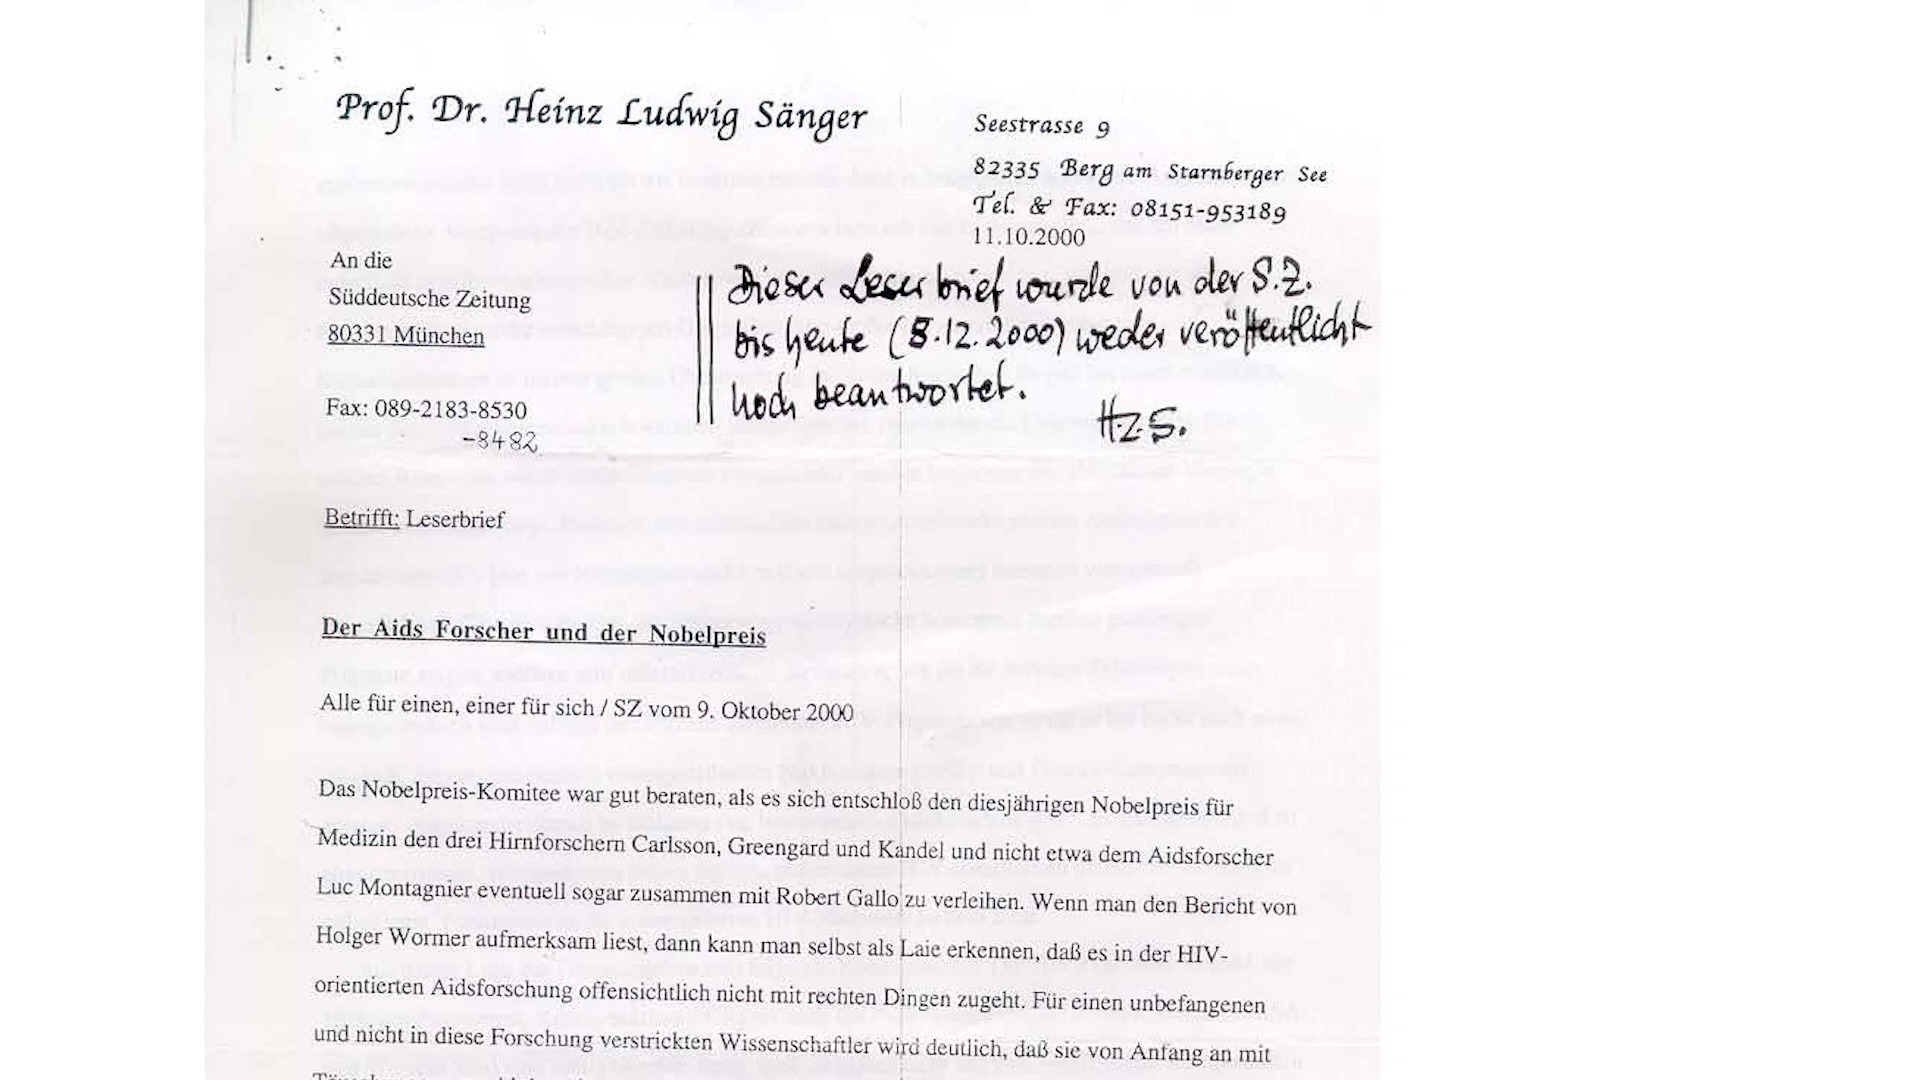 Prof. Dr. Heinz Ludwig Sänger
Seestrasse 9
82335 Berg am Starnberger See
Tel. & Fax: 08151-953189
11.10.2000
An die
Süddeutsche Zeitung
80331 München
Dieser Leserbrief wurde von der S.Z.
bis heute (8.12.2000) weder veröffentlicht
noch beantwortet.
H.L.S.
Fax: 089-2183-8530
-8482
Betrifft: Leserbrief
Der Aids Forscher und der Nobelpreis
Alle für einen, einer für sich / SZ vom 9. Oktober 2000
Das Nobelpreis-Komitee war gut beraten, als es sich entschloß den diesjährigen Nobelpreis für
Medizin den drei Hirnforschern Carlsson, Greengard und Kandel und nicht etwa dem Aidsforscher
Luc Montagnier eventuell sogar zusammen mit Robert Gallo zu verleihen. Wenn man den Bericht von
Holger Wormer aufmerksam liest, dann kann man selbst als Laie erkennen, daß es in der HIV-
orientierten Aidsforschung offensichtlich nicht mit rechten Dingen zugeht. Für einen unbefangenen
und nicht in diese Forschung verstrickten Wissenschaftler wird deutlich, daß sie von Anfang an mit